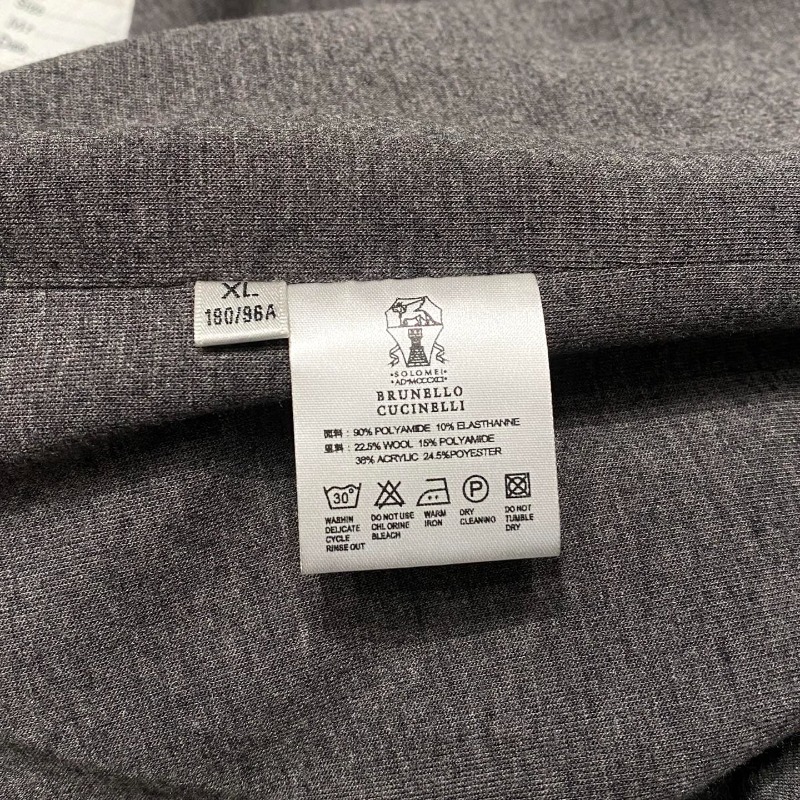 Size
XL
180/96A
•SOLOMEI•
•AD•MCCCXCI•
BRUNELLO
CUCINELLI
面料：90% POLYAMIDE 10% ELASTHANNE
里料：22.5% WOOL 15% POLYAMIDE
38% ACRYLIC 24.5%POYESTER
30°
P
WASHIN
DELICATE
CYCLE
RINSE OUT
DO NOT USE
CHLORINE
BLEACH
WARM
IRON
DRY
CLEANING
DO NOT
TUMBLE
DRY